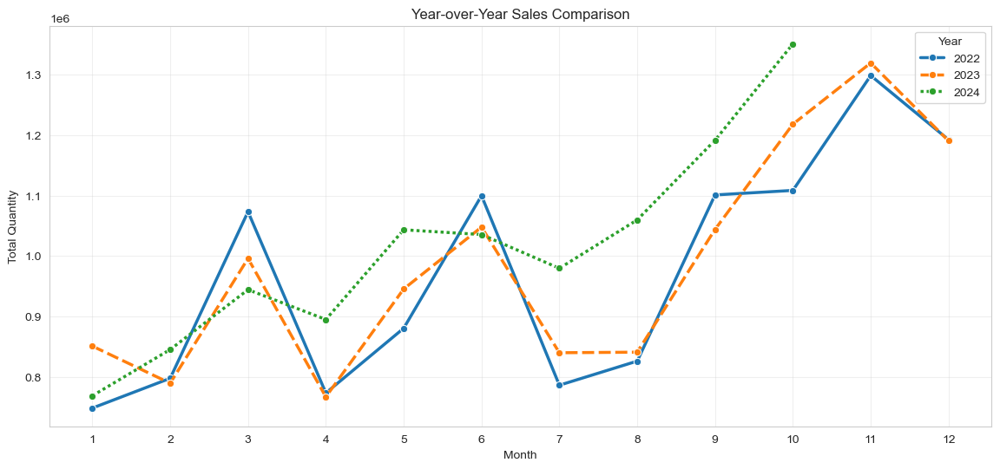 Year-over-Year Sales Comparison
1e6
Year
2022
2023
2024
1.3
1.2
1.1
1.0
0.9
0.8
Total Quantity
1 2 3 4 5 6 7 8 9 10 11 12
Month